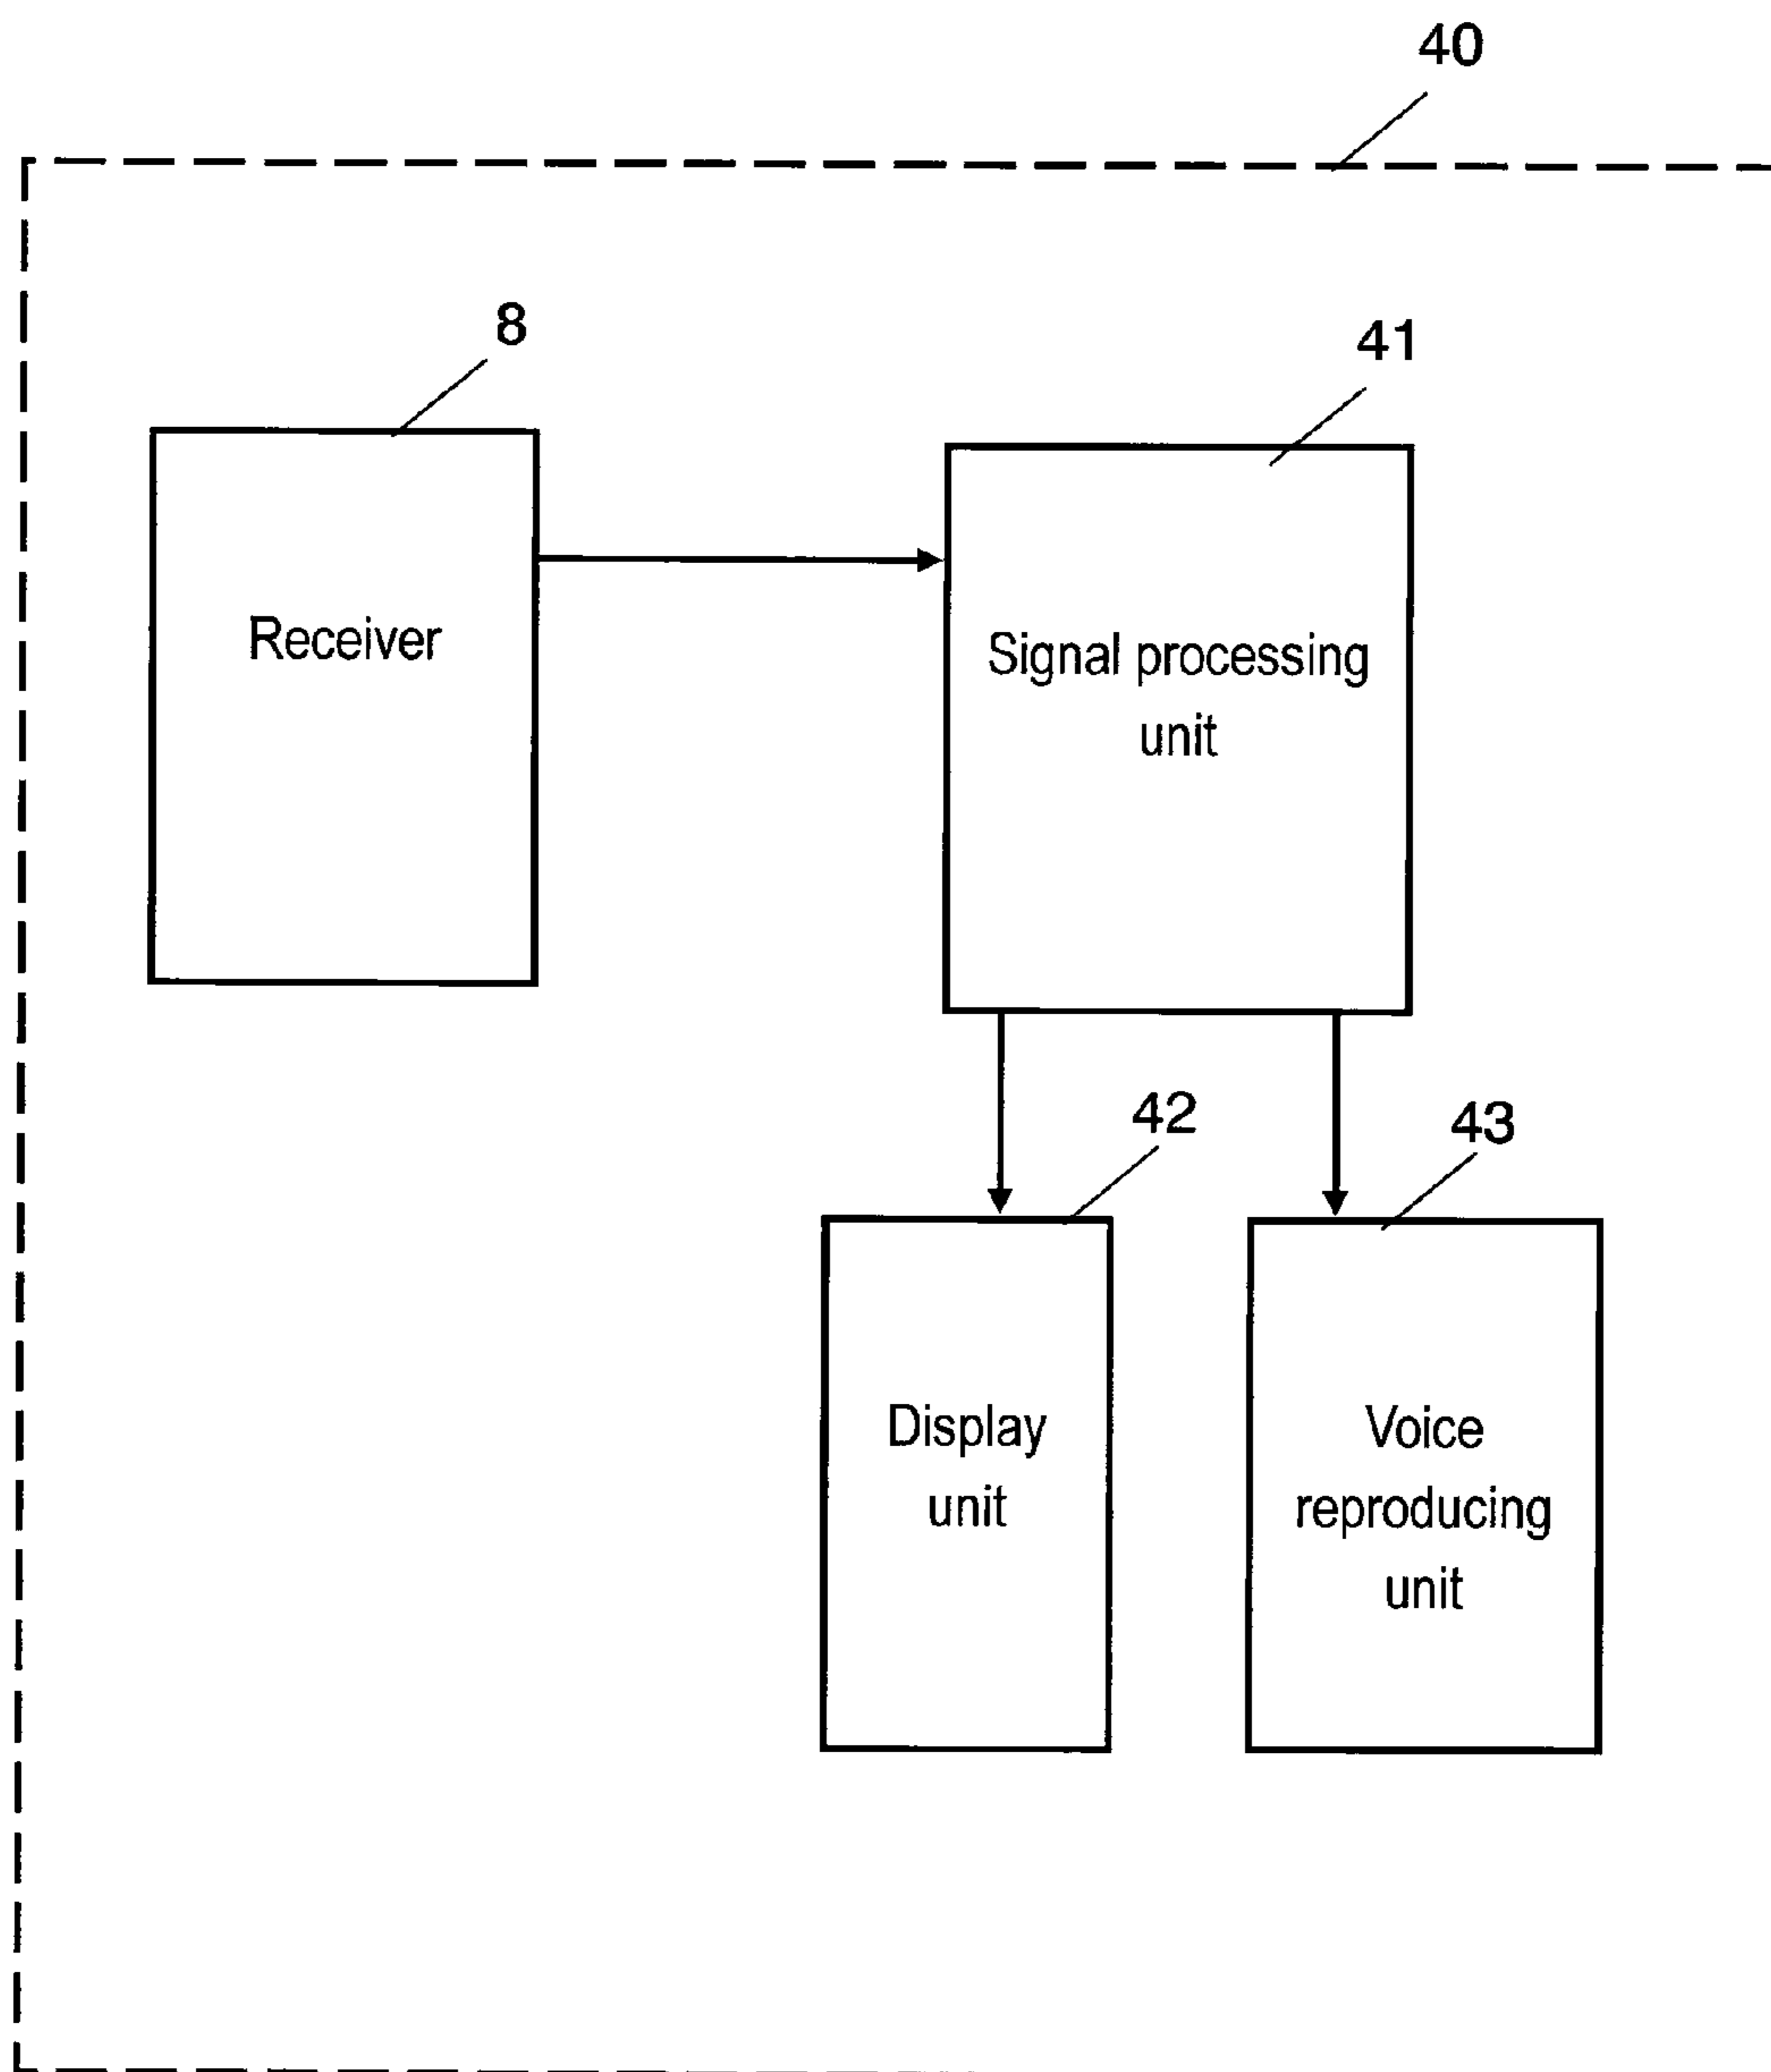 40
8
41
Receiver
Signal processing
unit
42
43
Display
unit
Voice
reproducing
unit